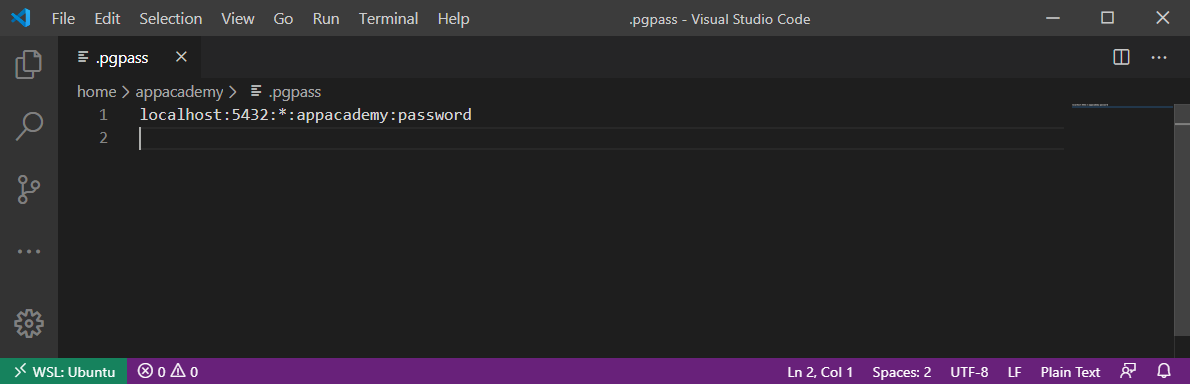 File Edit Selection View Go Run Terminal Help .pgpass - Visual Studio Code
.pgpass
home > appacademy > .pgpass
1 localhost:5432:*:appacademy:password
2
WSL: Ubuntu 0 0 Ln 2, Col 1 Spaces: 2 UTF-8 LF Plain Text